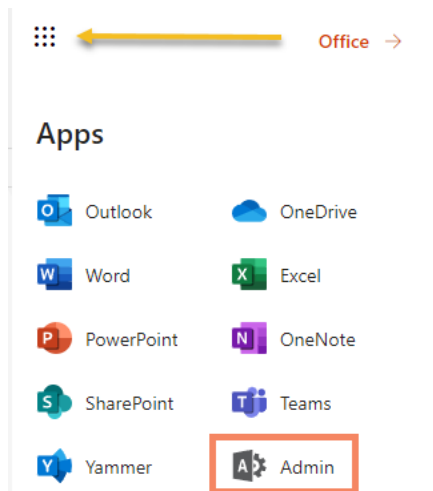 Office →
Apps
Outlook OneDrive
Word Excel
PowerPoint OneNote
SharePoint Teams
Yammer Admin